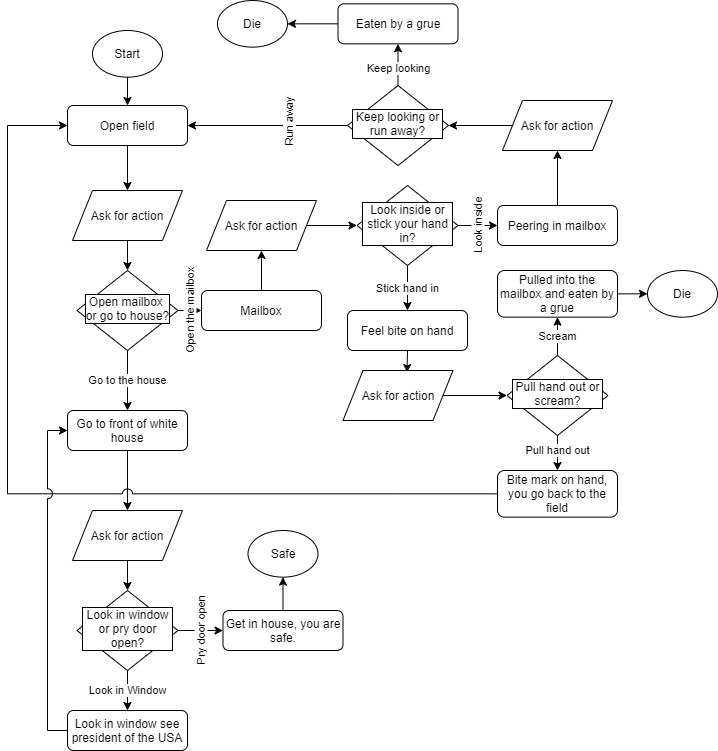 Die
Eaten by a grue
Start
Keep looking
Open field
Run away
Keep looking or
run away?
Ask for action
Ask for action
Ask for action
Look inside or
stick your hand
in?
Look inside
Peering in mailbox
Open mailbox
or go to house?
Open the mailbox
Mailbox
Stick hand in
Pulled into the
mailbox and eaten by
a grue
Die
Feel bite on hand
Scream
Go to the house
Ask for action
Pull hand out or
scream?
Go to front of white
house
Pull hand out
Bite mark on hand,
you go back to the
field
Ask for action
Safe
Look in window
or pry door
open?
Pry door open
Get in house, you are
safe.
Look in Window
Look in window see
president of the USA